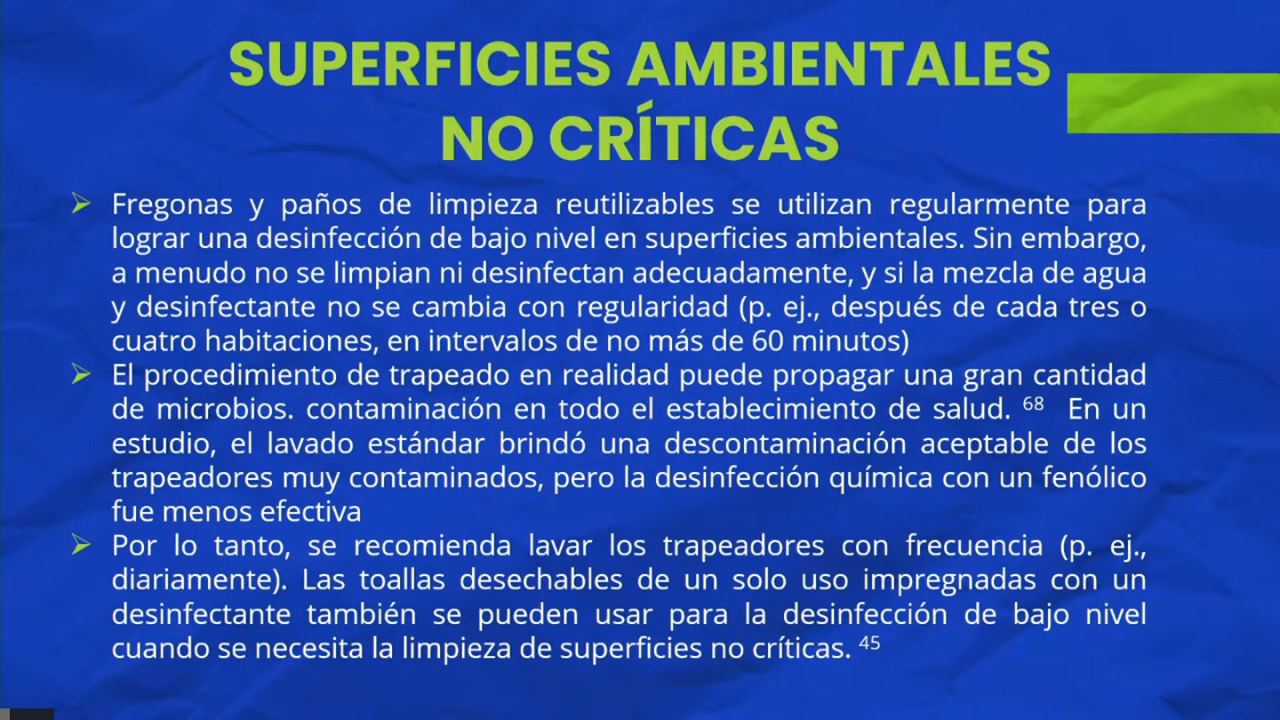 SUPERFICIES AMBIENTALES
NO CRÍTICAS
Fregonas y paños de limpieza reutilizables se utilizan regularmente para
lograr una desinfección de bajo nivel en superficies ambientales. Sin embargo,
a menudo no se limpian ni desinfectan adecuadamente, y si la mezcla de agua
y desinfectante no se cambia con regularidad (p. ej., después de cada tres o
cuatro habitaciones, en intervalos de no más de 60 minutos)
El procedimiento de trapeado en realidad puede propagar una gran cantidad
de microbios. contaminación en todo el establecimiento de salud. 68 En un
estudio, el lavado estándar brindó una descontaminación aceptable de los
trapeadores muy contaminados, pero la desinfección química con un fenólico
fue menos efectiva
Por lo tanto, se recomienda lavar los trapeadores con frecuencia (p. ej.,
diariamente). Las toallas desechables de un solo uso impregnadas con un
desinfectante también se pueden usar para la desinfección de bajo nivel
cuando se necesita la limpieza de superficies no críticas. 45